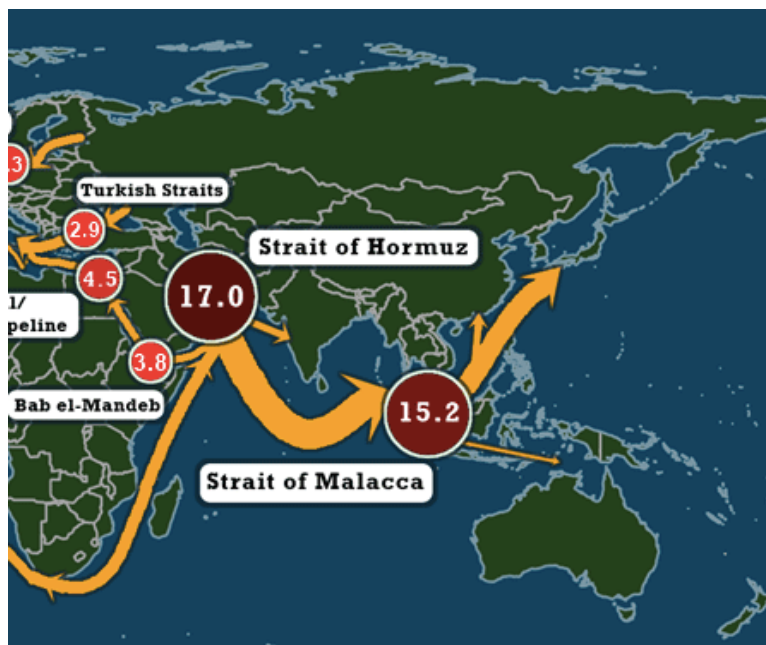 .3
Turkish Straits
2.9
Strait of Hormuz
4.5
17.0
3.8
Bab el-Mandeb
15.2
Strait of Malacca